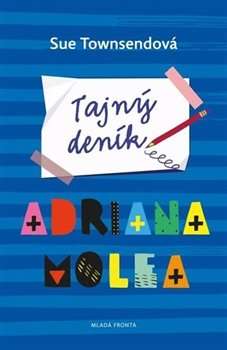 Sue Townsendová
Tajný
deník
ADRIANA
MOLEA
MLADÁ FRONTA